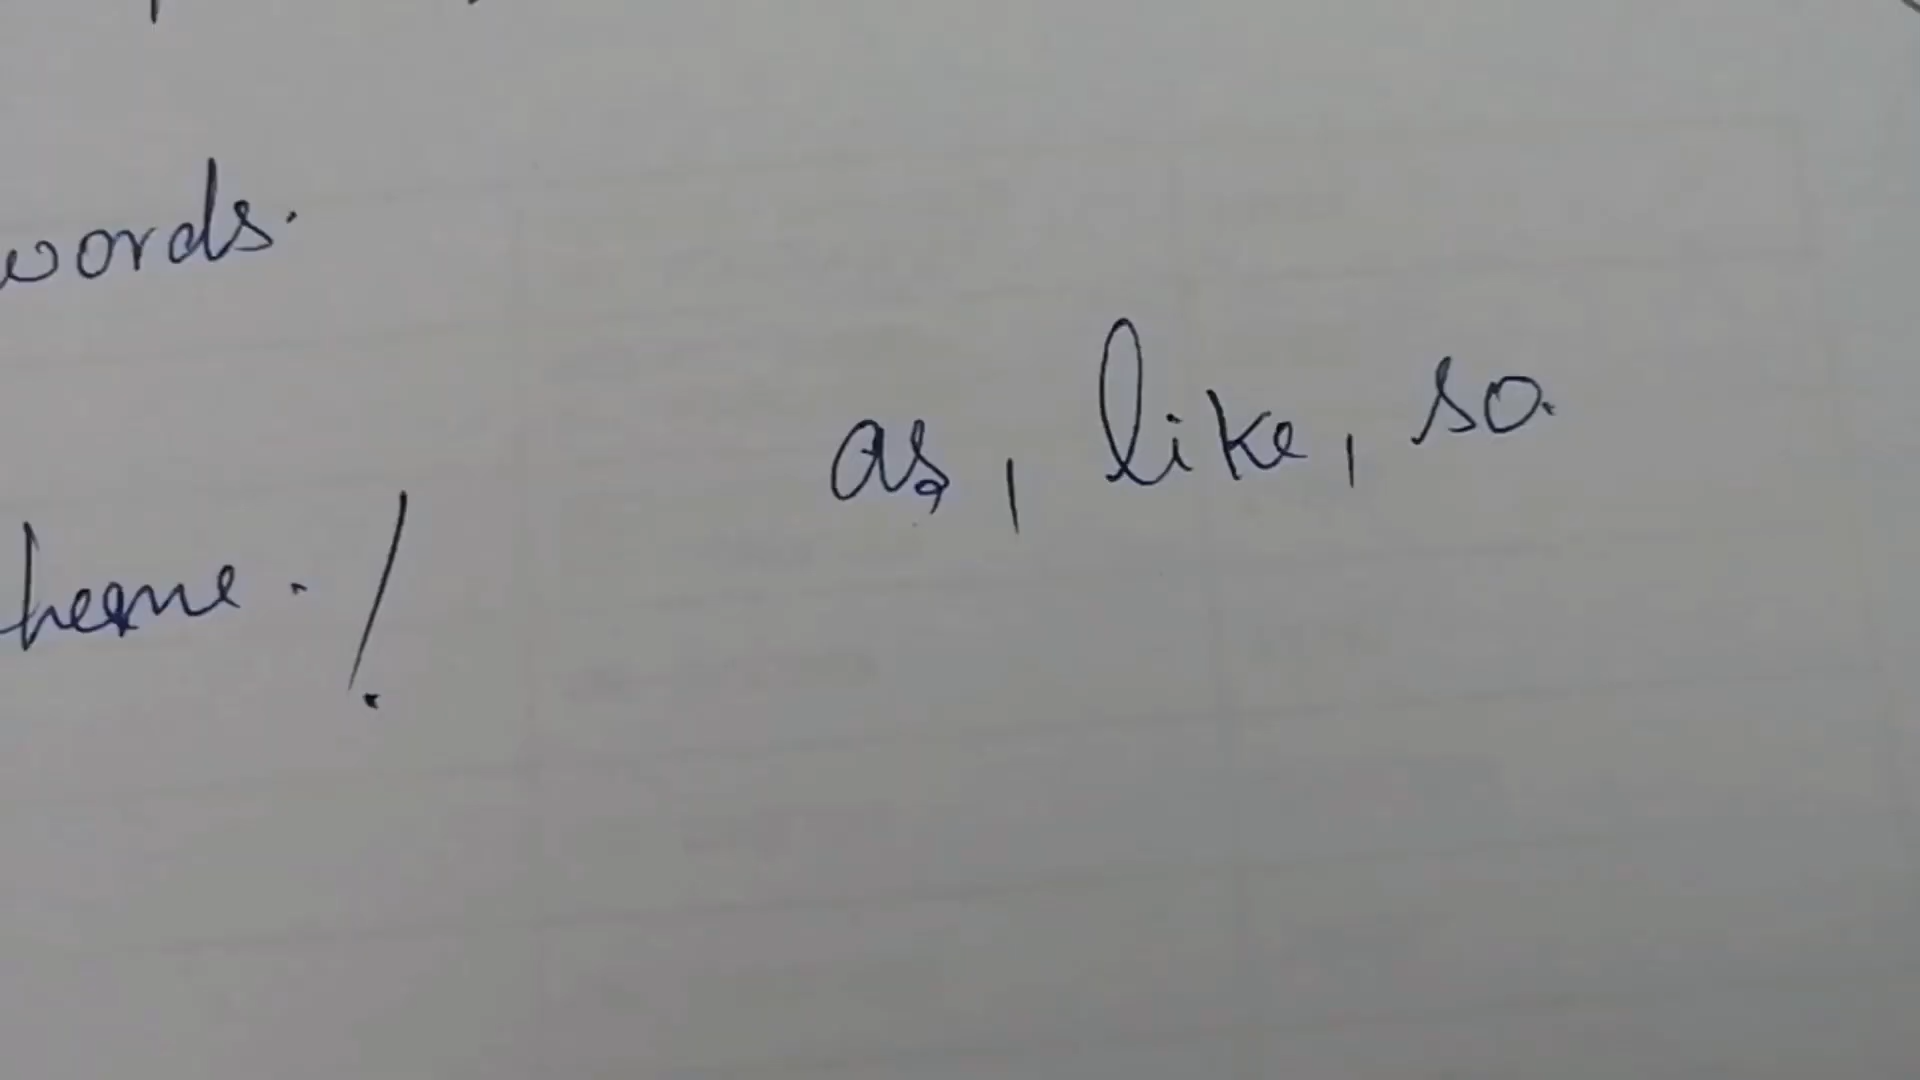 words.
as, like, so.
heme. !